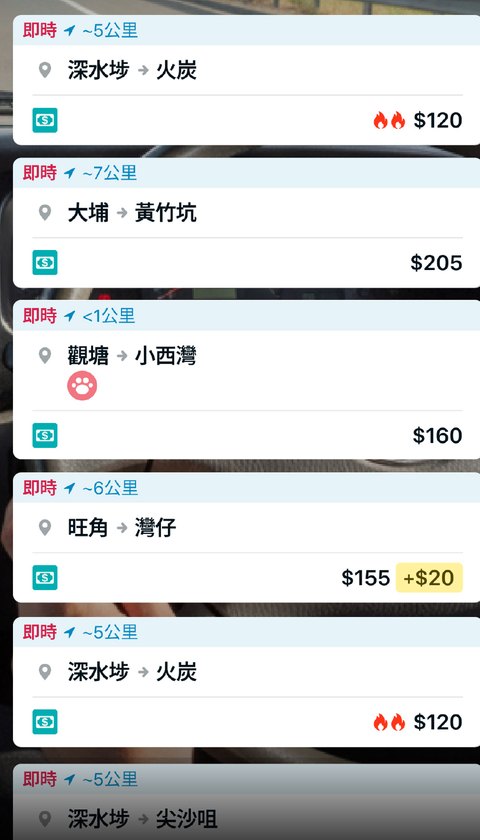 即時 ~5公里
深水埗 → 火炭
$120
即時 ~7公里
大埔 → 黃竹坑
$205
即時 <1公里
觀塘 → 小西灣
$160
即時 ~6公里
旺角 → 灣仔
$155 +$20
即時 ~5公里
深水埗 → 火炭
$120
即時 ~5公里
深水埗 → 尖沙咀